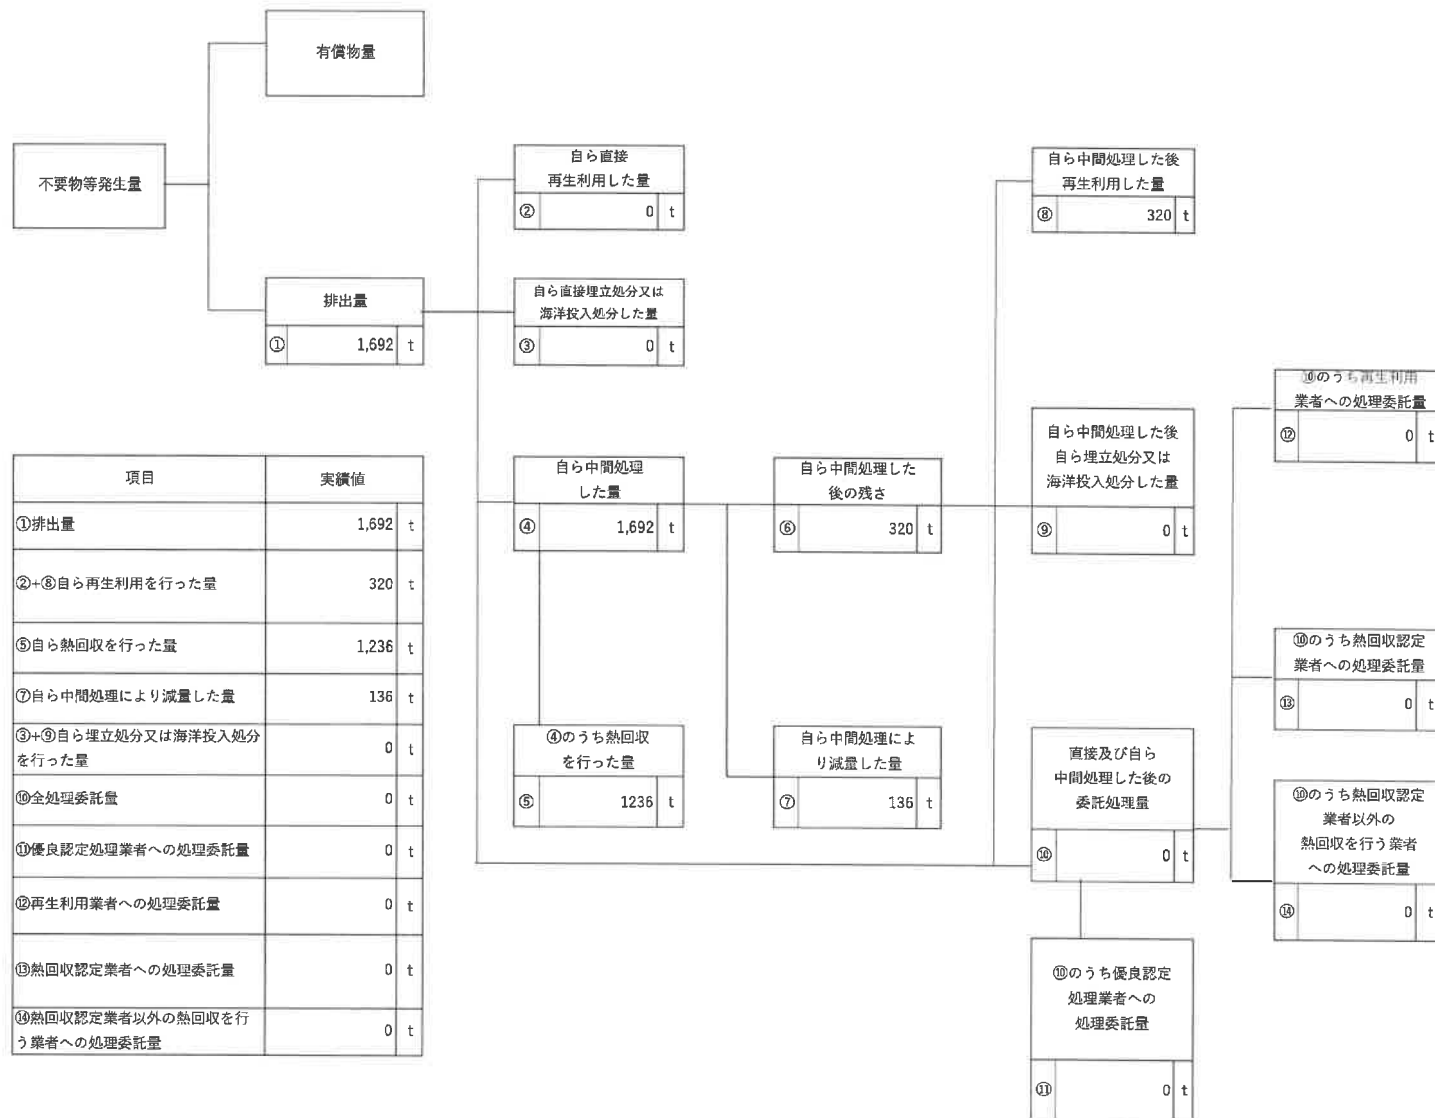 有償物量
不要物等発生量
排出量
① 1,692 t
自ら直接
再生利用した量
② 0 t
自ら直接埋立処分又は
海洋投入処分した量
③ 0 t
自ら中間処理
した量
④ 1,692 t
④のうち熱回収
を行った量
⑤ 1236 t
自ら中間処理した
後の残さ
⑥ 320 t
自ら中間処理によ
り減量した量
⑦ 136 t
自ら中間処理した後
再生利用した量
⑧ 320 t
自ら中間処理した後
自ら埋立処分又は
海洋投入処分した量
⑨ 0 t
直接及び自ら
中間処理した後の
委託処理量
⑩ 0 t
⑩のうち優良認定
処理業者への
処理委託量
⑪ 0 t
⑩のうち再生利用
業者への処理委託量
⑫ 0 t
⑩のうち熱回収認定
業者への処理委託量
⑬ 0 t
⑩のうち熱回収認定
業者以外の
熱回収を行う業者
への処理委託量
⑭ 0 t
項目 実績値
①排出量 1,692 t
②+⑧自ら再生利用を行った量 320 t
⑤自ら熱回収を行った量 1,236 t
⑦自ら中間処理により減量した量 136 t
③+⑨自ら埋立処分又は海洋投入処分
を行った量 0 t
⑩全処理委託量 0 t
⑪優良認定処理業者への処理委託量 0 t
⑫再生利用業者への処理委託量 0 t
⑬熱回収認定業者への処理委託量 0 t
⑭熱回収認定業者以外の熱回収を行
う業者への処理委託量 0 t